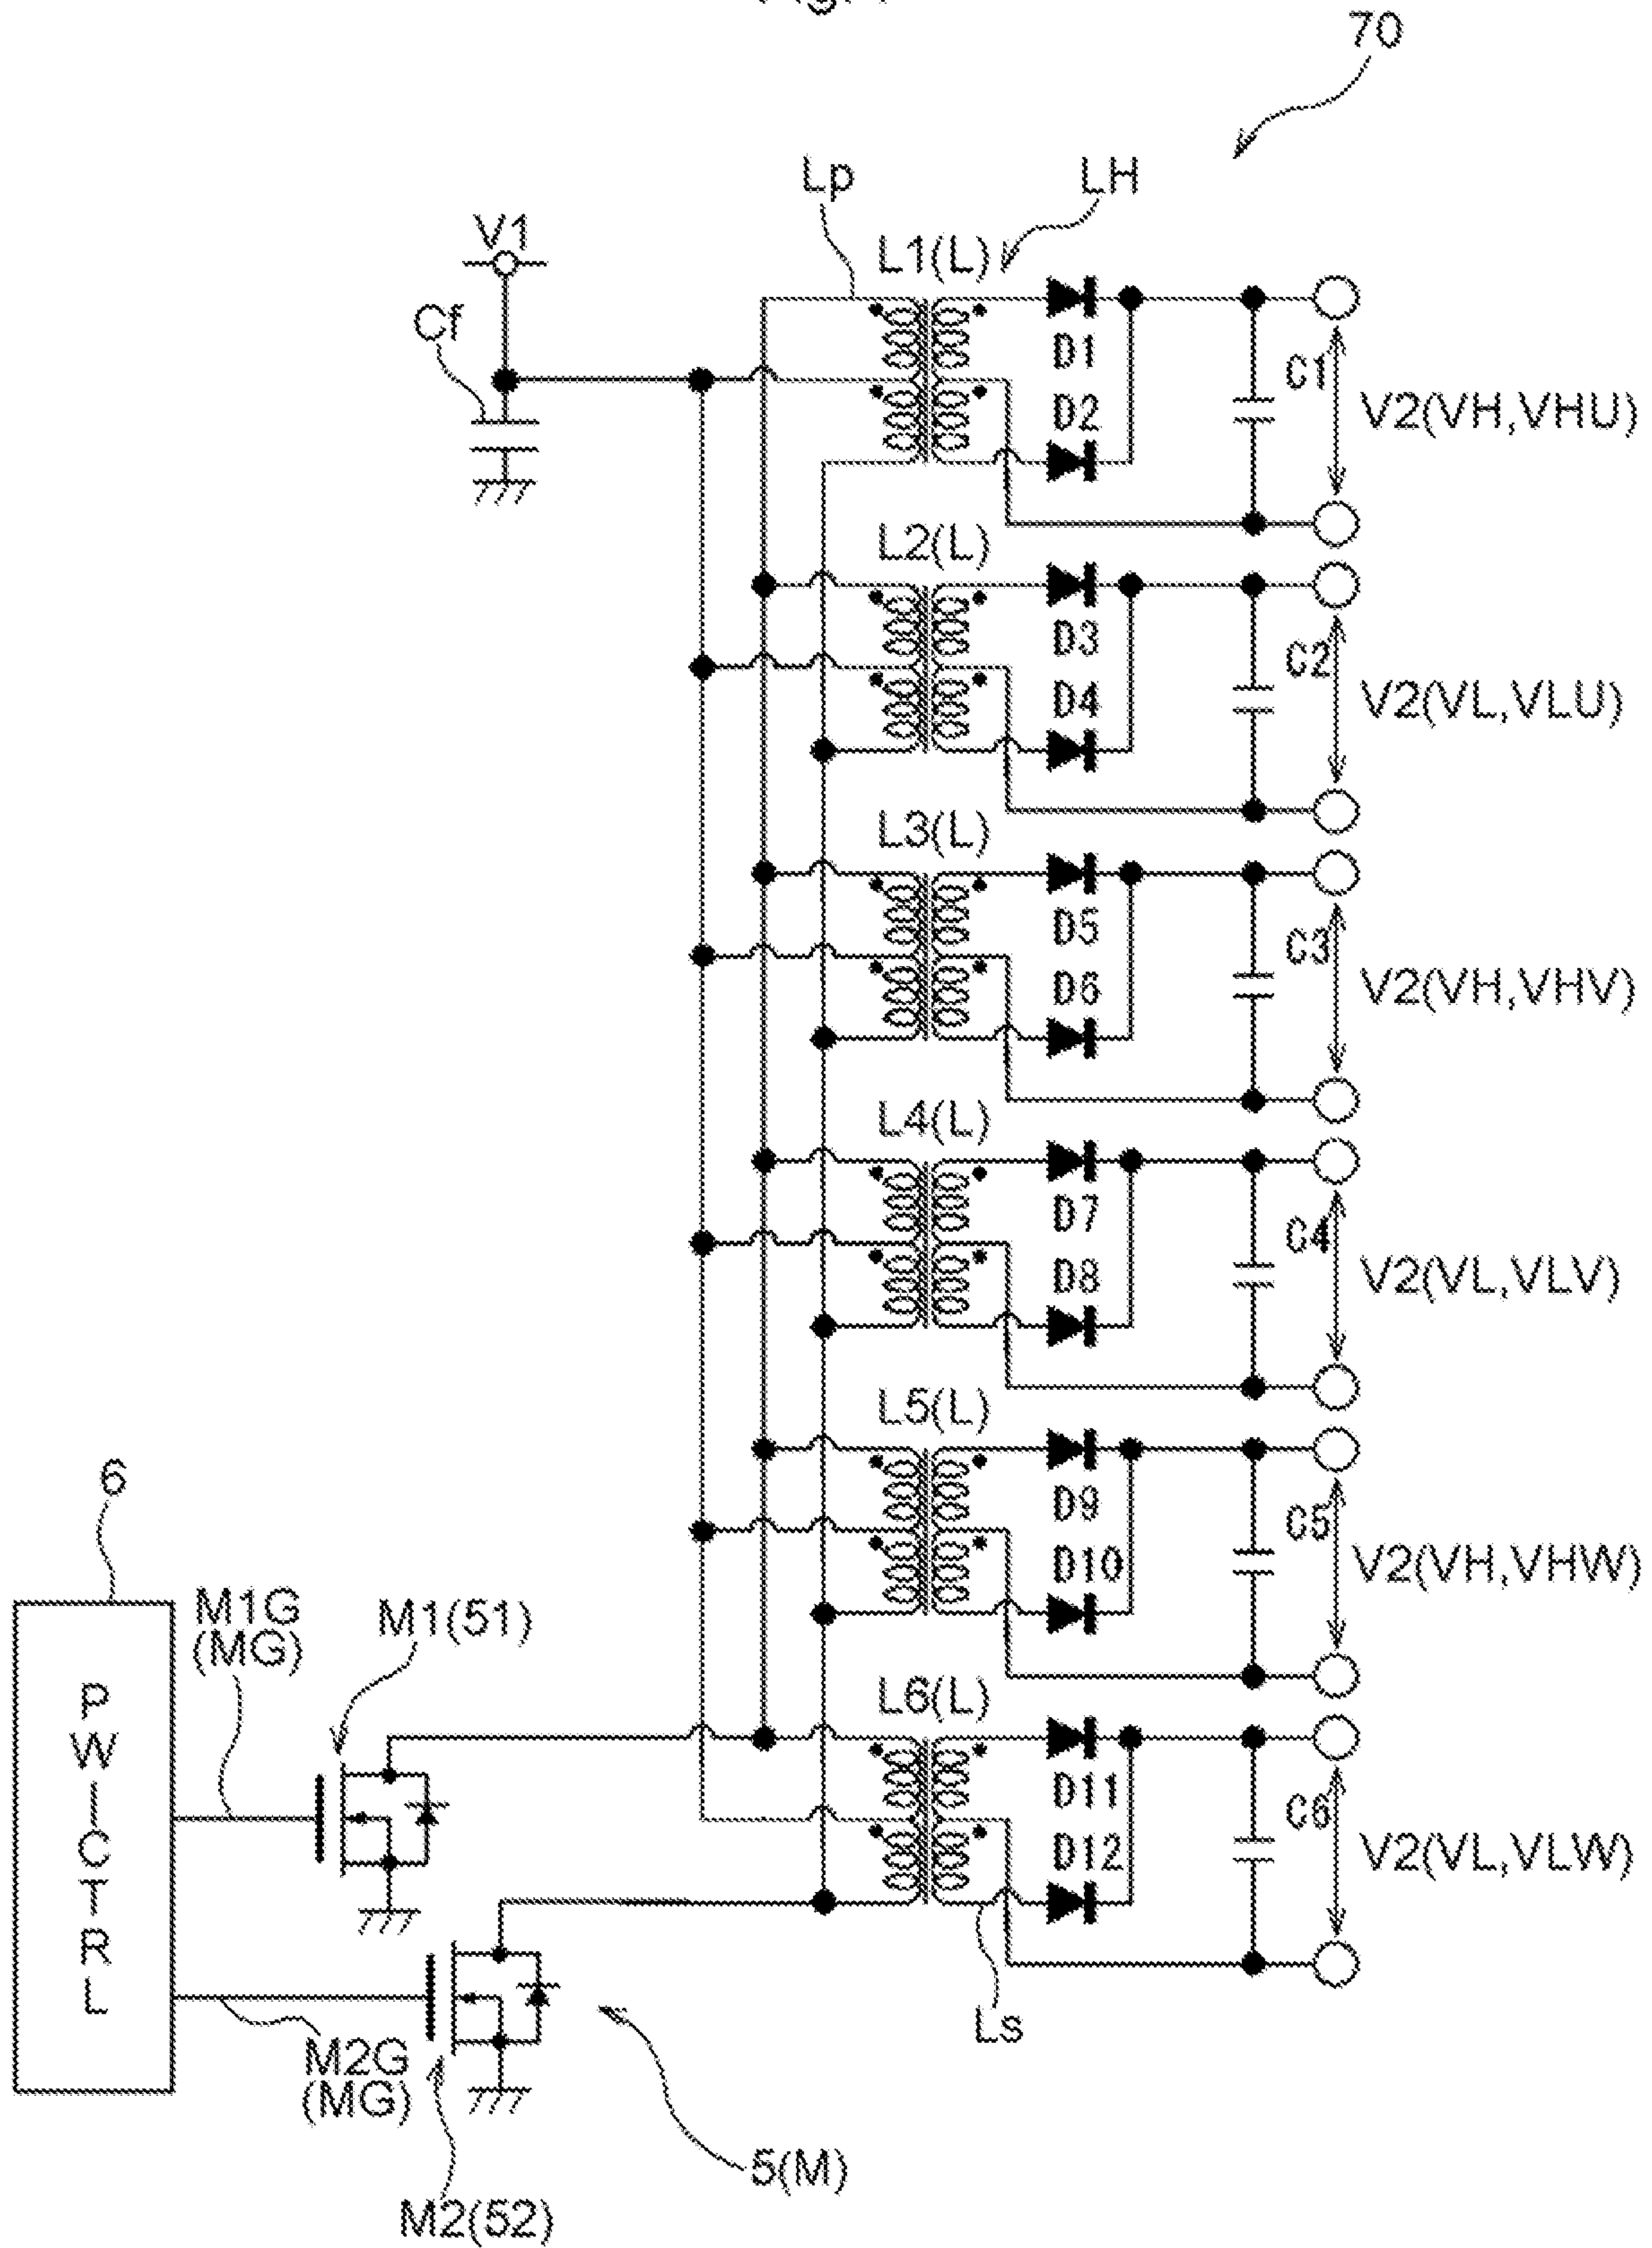 70
Lp
LH
V1
L1(L)
Cf
D1
C1
D2
V2(VH,VHU)
L2(L)
D3
C2
D4
V2(VL,VLU)
L3(L)
D5
C3
D6
V2(VH,VHV)
L4(L)
D7
C4
D8
V2(VL,VLV)
L5(L)
6
D9
C5
D10
V2(VH,VHW)
M1G
(MG)
M1(51)
L6(L)
PWICTRL
D11
C6
D12
V2(VL,VLW)
Ls
M2G
(MG)
5(M)
M2(52)